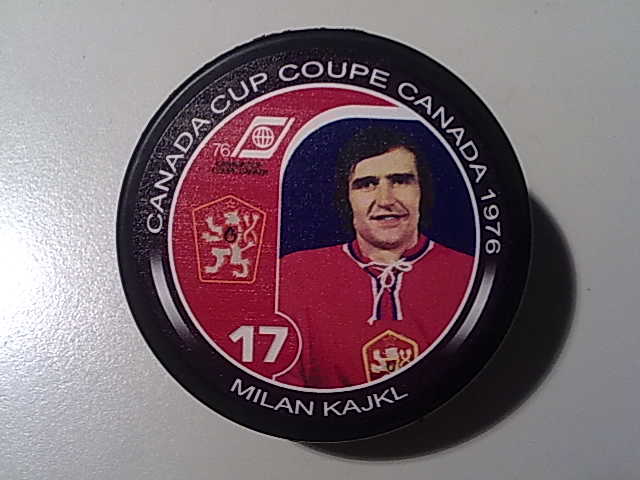 CANADA CUP COUPE CANADA 1976
76
17
MILAN KAJKL